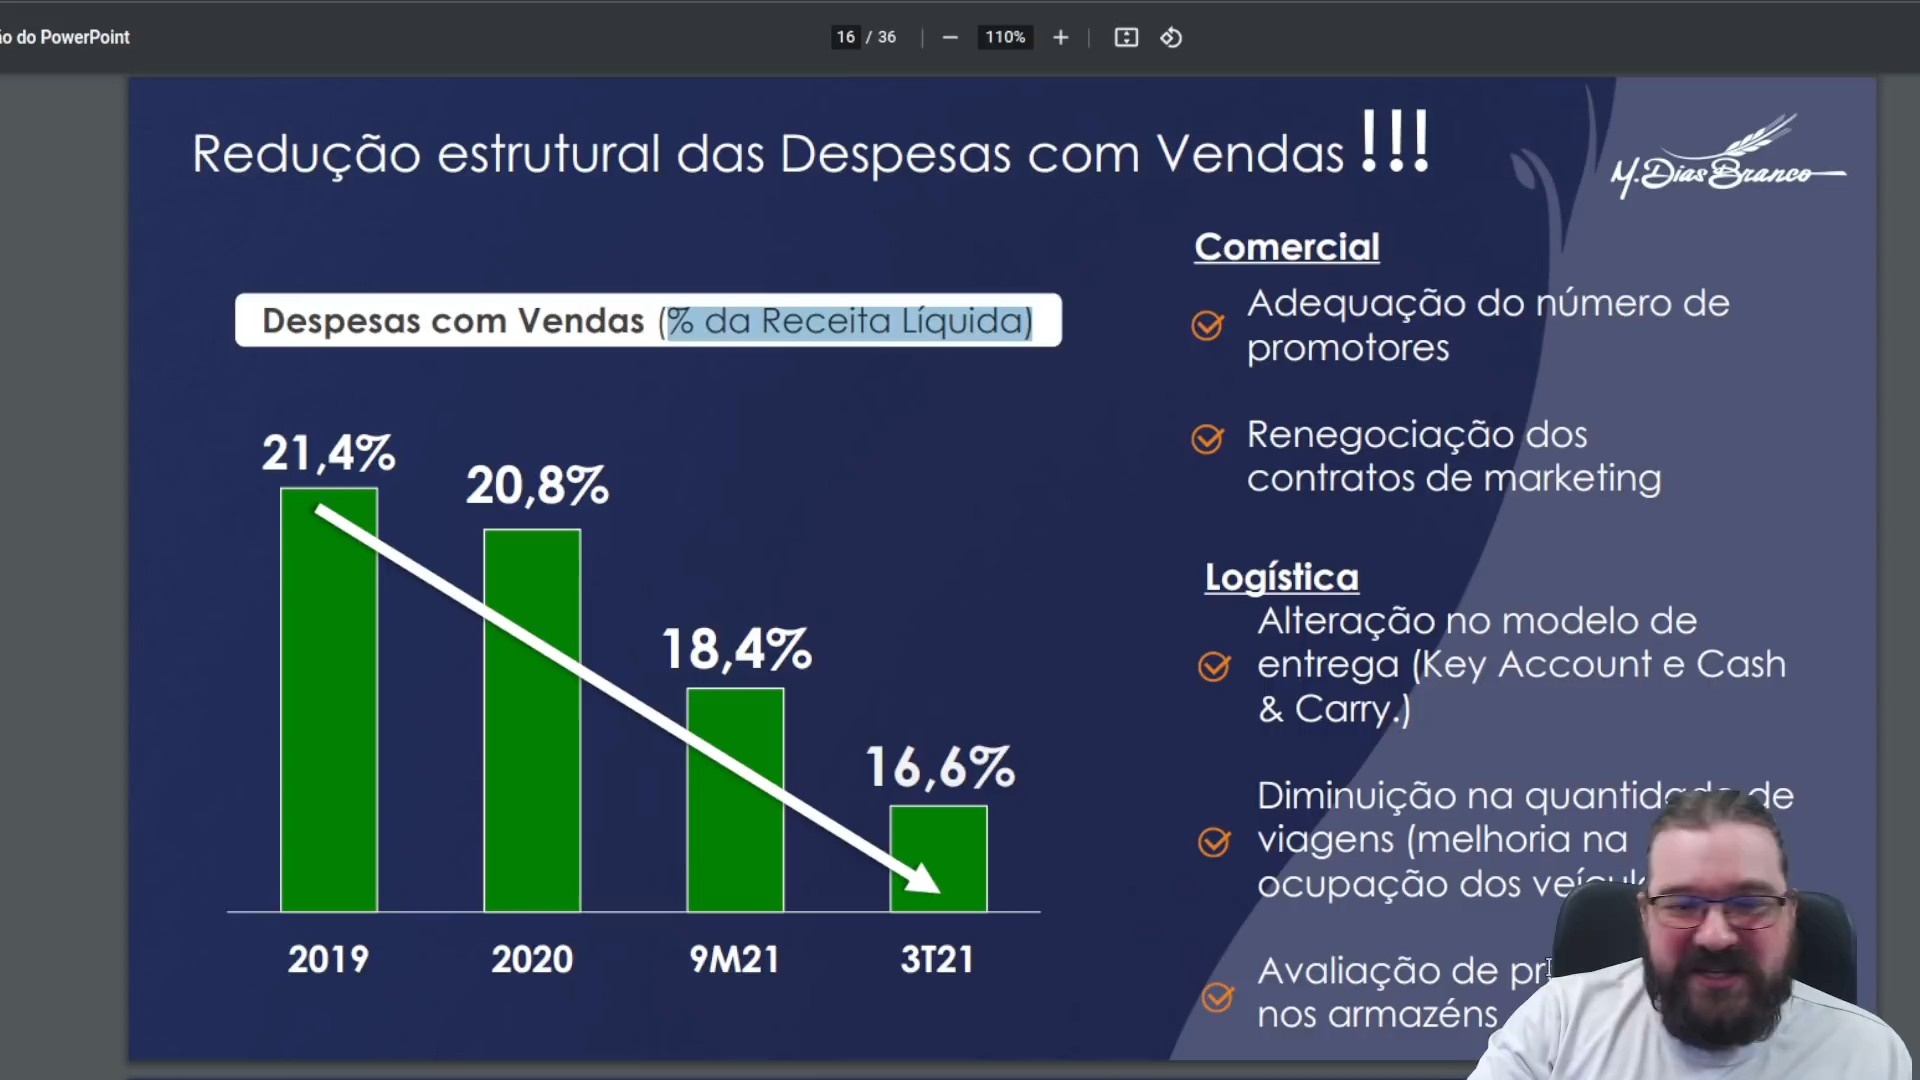 o do PowerPoint
16 / 36
110%
Redução estrutural das Despesas com Vendas !!!
M. Dias Branco
Despesas com Vendas (% da Receita Líquida)
21,4%
20,8%
18,4%
16,6%
2019
2020
9M21
3T21
Comercial
Adequação do número de
promotores
Renegociação dos
contratos de marketing
Logística
Alteração no modelo de
entrega (Key Account e Cash
& Carry.)
Diminuição na quantidade de
viagens (melhoria na
ocupação dos
Avaliação de
nos armazéns